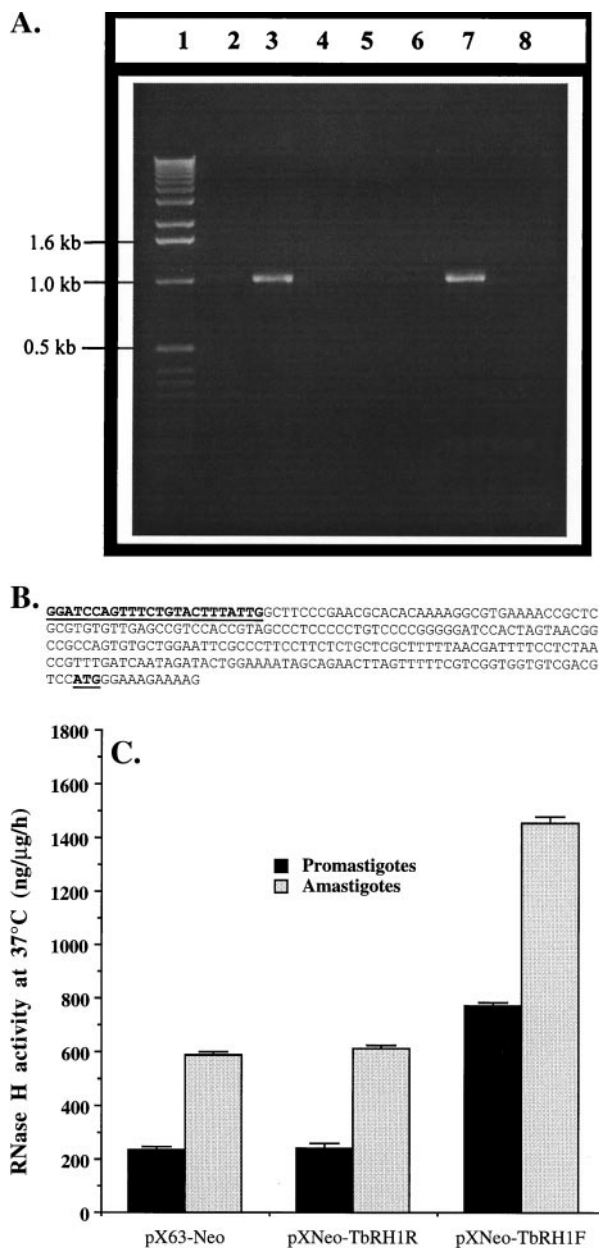 A.
1 2 3 4 5 6 7 8
1.6 kb
1.0 kb
0.5 kb
B.
GGATCCAGTTTCTGTACTTTATTGGCTTCCCGAACGCACACAAAAGGCGTGAAAACCGCTC
GCGTGTGTTGAGCCGTCCACCGTAGCCCTCCCCCTGTCCCCGGGGGATCCACTAGTAACGG
CCGCCAGTGTGCTGGAATTCGCCCTTCCTTCTCTGCTCGCTTTTTAACGATTTTCCTCTAA
CCGTTTGATCAATAGATACTGGAAAATAGCAGAACTTAGTTTTTCGTCGGTGGTGTCGACG
TCCATGGGAAAGAAAAG
C.
1800
1600
1400
1200
1000
800
600
400
200
0
RNase H activity at 37°C (ng/µg/h)
Promastigotes
Amastigotes
pX63-Neo pXNeo-TbRH1R pXNeo-TbRH1F